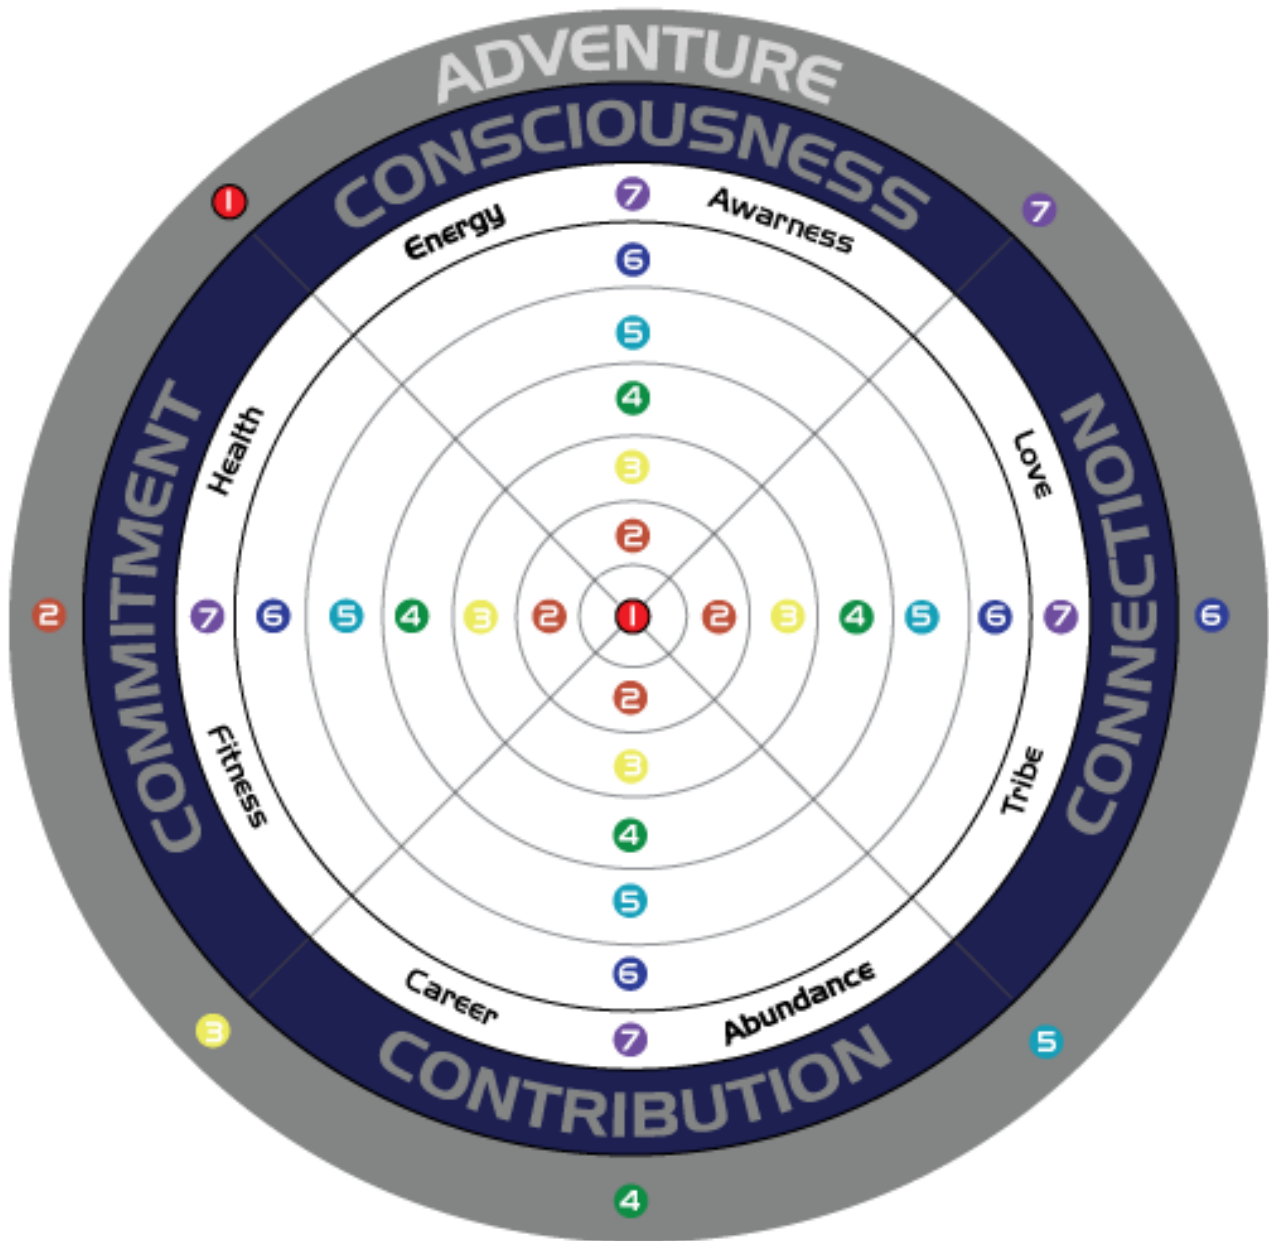 ADVENTURE
CONSCIOUSNESS
1
7
7
Energy
Awarness
6
5
4
3
2
COMMITMENT
Health
Love
CONNECTION
2
7
6
5
4
3
2
1
2
3
4
5
6
7
6
2
3
4
5
6
7
Fitness
Tribe
Career
Abundance
CONTRIBUTION
3
5
4